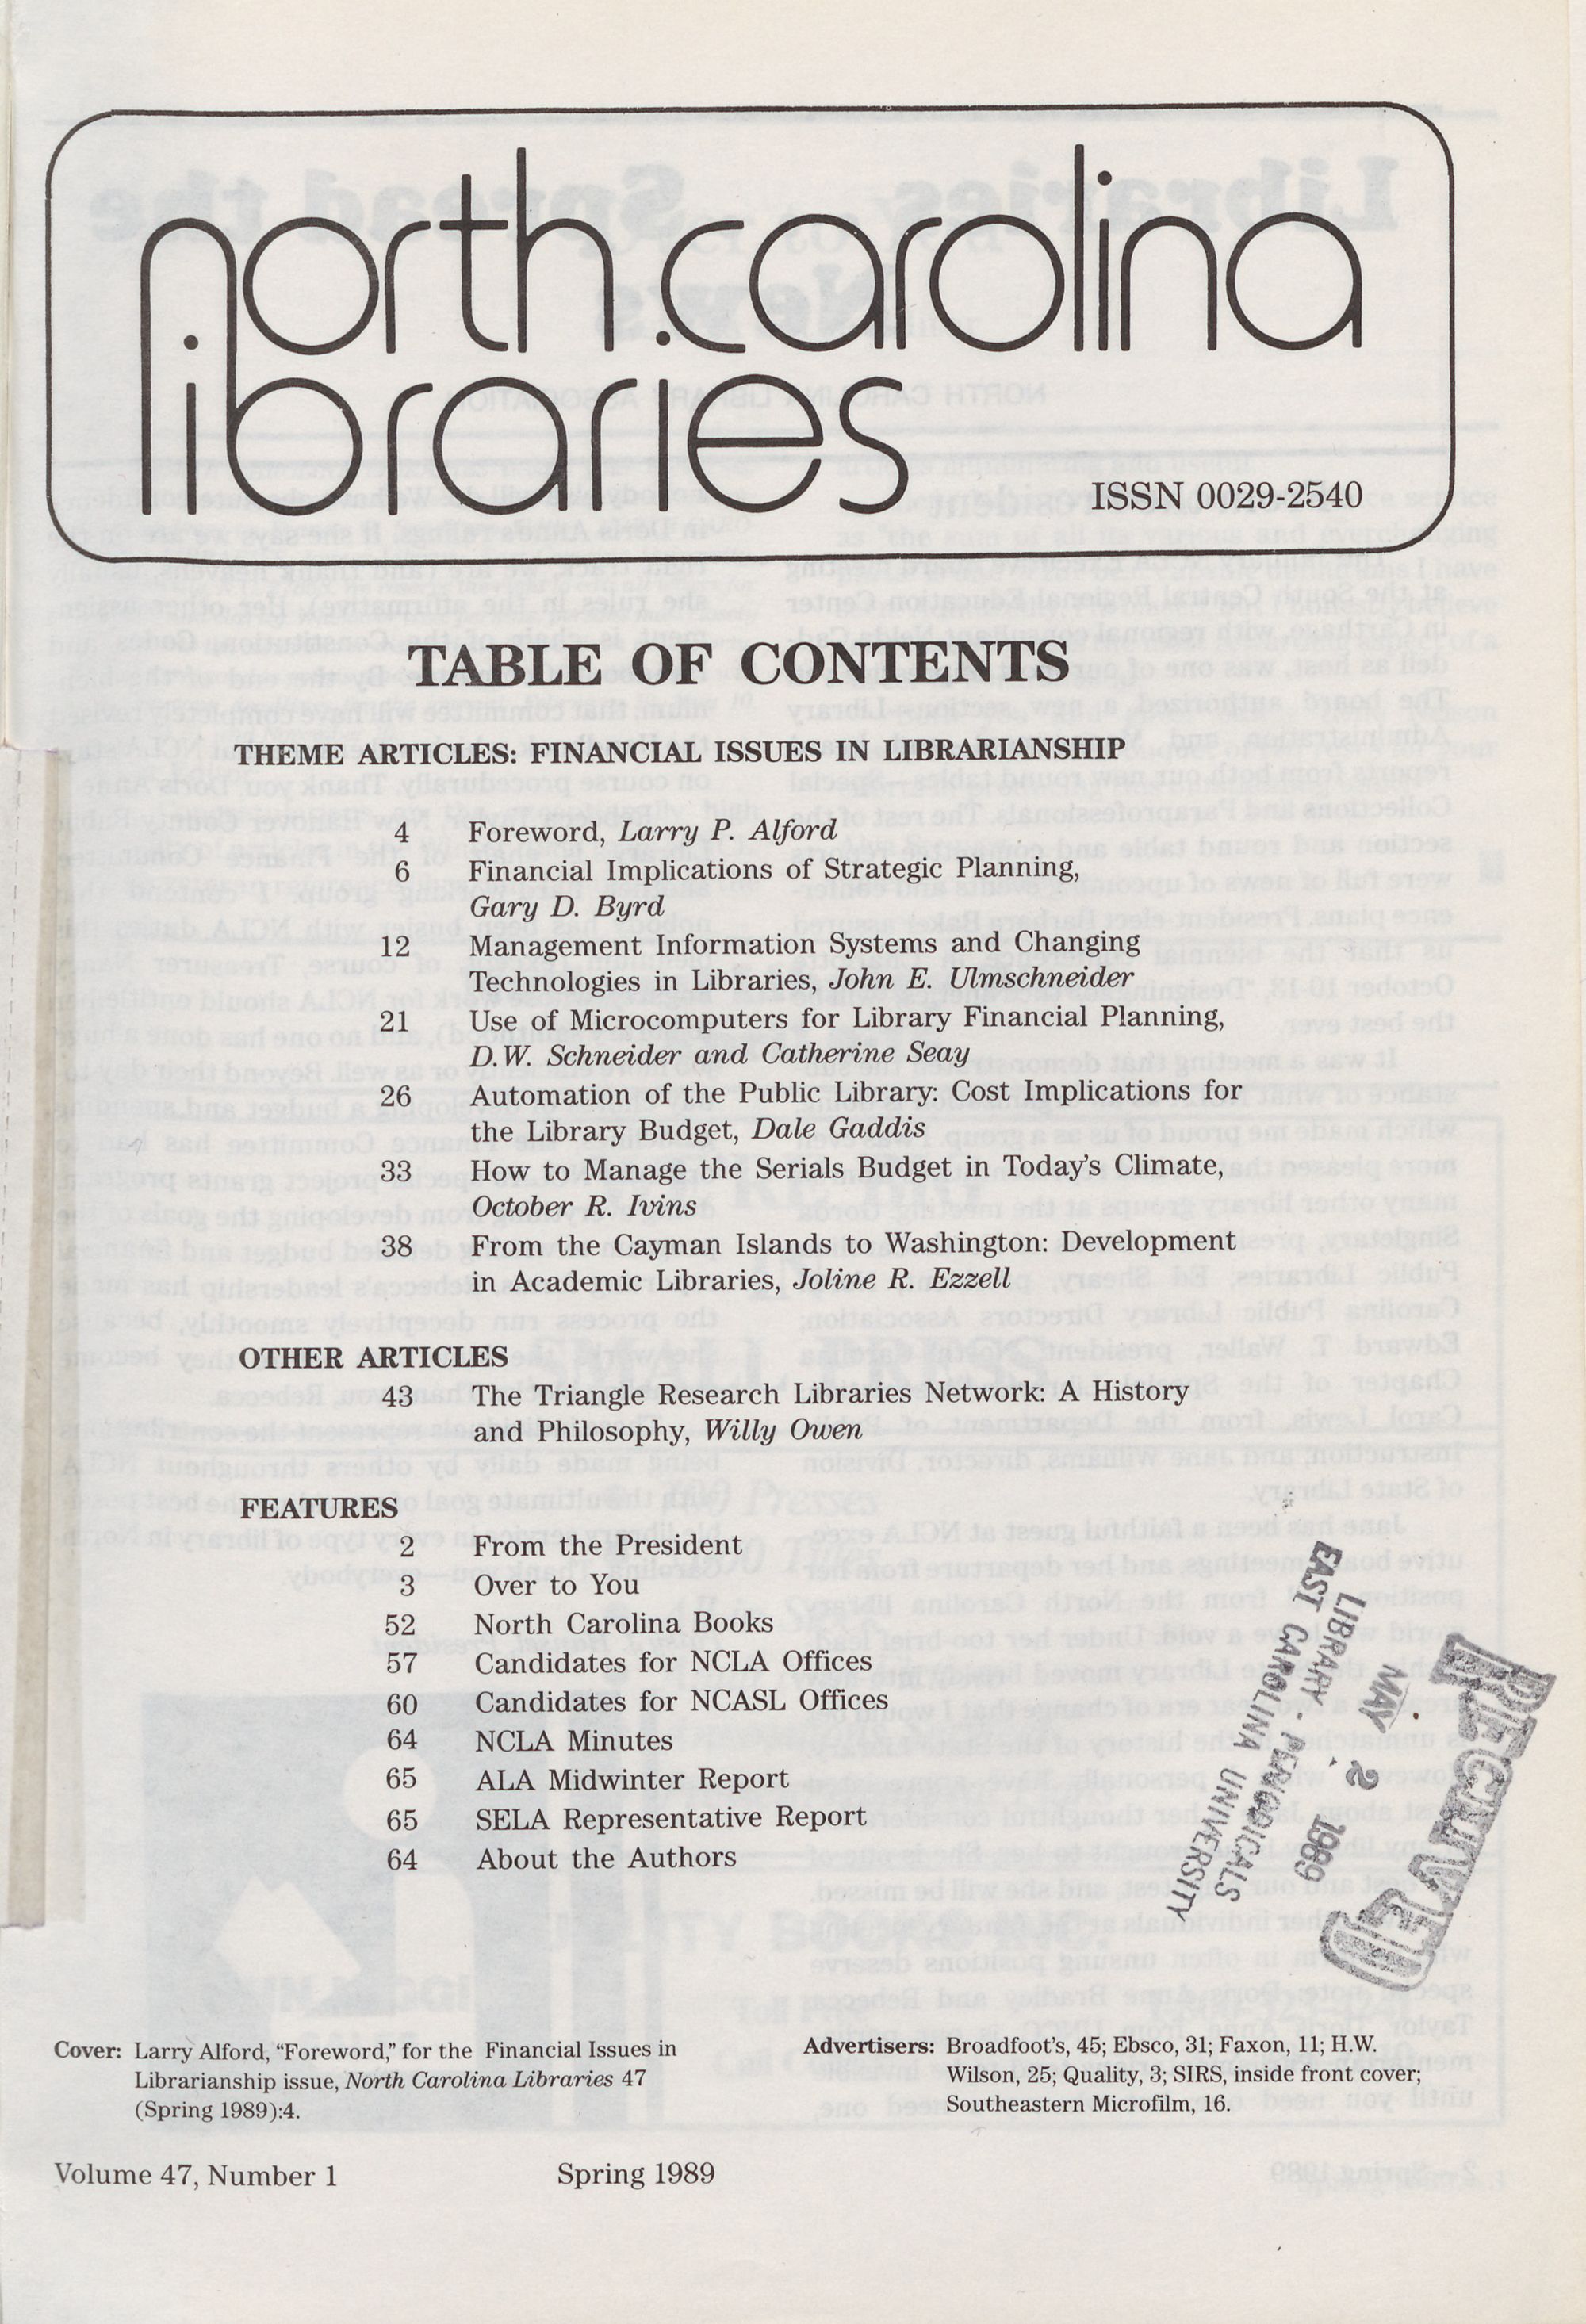 north.carolina
libraries
ISSN 0029-2540
TABLE OF CONTENTS
THEME ARTICLES: FINANCIAL ISSUES IN LIBRARIANSHIP
4 Foreword, Larry P. Alford
6 Financial Implications of Strategic Planning,
Gary D. Byrd
12 Management Information Systems and Changing
Technologies in Libraries, John E. Ulmschneider
21 Use of Microcomputers for Library Financial Planning,
D.W. Schneider and Catherine Seay
26 Automation of the Public Library: Cost Implications for
the Library Budget, Dale Gaddis
33 How to Manage the Serials Budget in Today's Climate,
October R. Ivins
38 From the Cayman Islands to Washington: Development
in Academic Libraries, Joline R. Ezzell
OTHER ARTICLES
43 The Triangle Research Libraries Network: A History
and Philosophy, Willy Owen
FEATURES
2 From the President
3 Over to You
52 North Carolina Books
57 Candidates for NCLA Offices
60 Candidates for NCASL Offices
64 NCLA Minutes
65 ALA Midwinter Report
65 SELA Representative Report
64 About the Authors
RECEIVED
MAY 2 1989
LIBRARY - PERIODICALS
EAST CAROLINA UNIVERSITY
Cover: Larry Alford, "Foreword," for the Financial Issues in
Librarianship issue, North Carolina Libraries 47
(Spring 1989):4.
Advertisers: Broadfoot's, 45; Ebsco, 31; Faxon, 11; H.W.
Wilson, 25; Quality, 3; SIRS, inside front cover;
Southeastern Microfilm, 16.
Volume 47, Number 1
Spring 1989